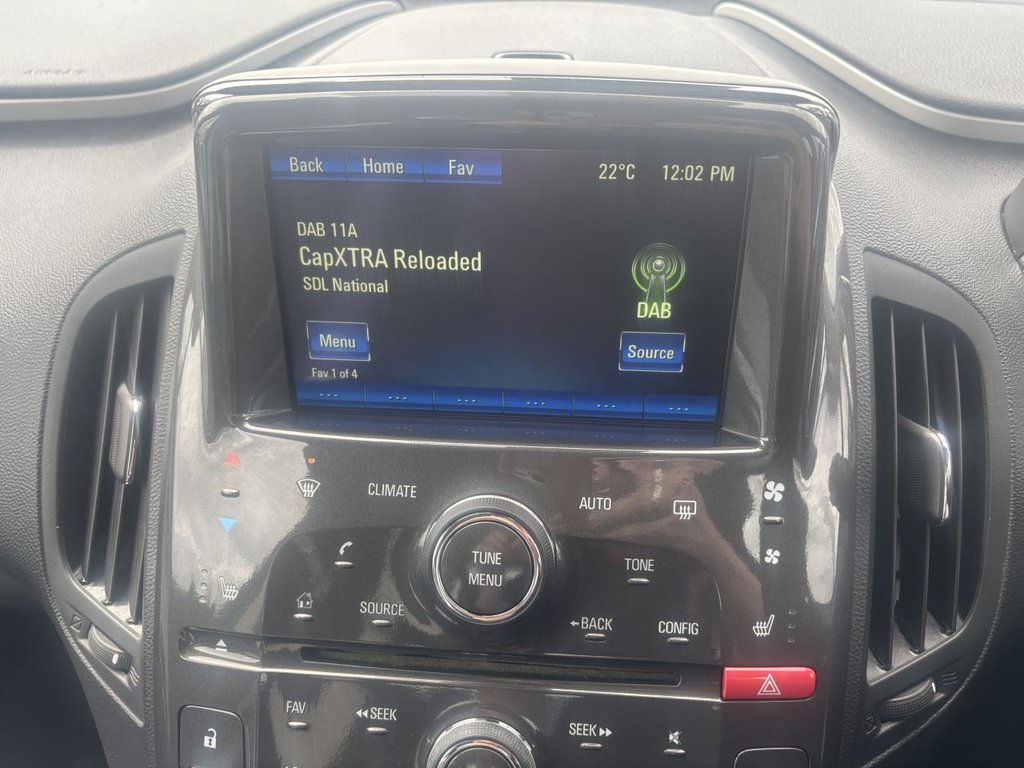 Back Home Fav 22°C 12:02 PM
DAB 11A
CapXTRA Reloaded
SDL National
DAB
Menu Source
Fav 1 of 4
... ... ... ... ... ...
CLIMATE AUTO
TUNE
MENU
TONE
SOURCE
BACK CONFIG
FAV SEEK SEEK